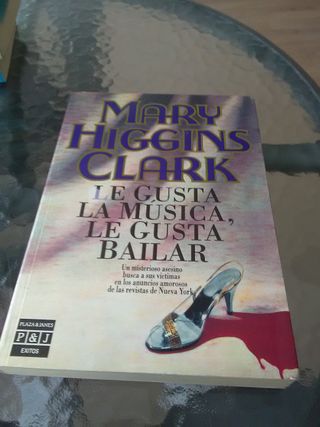 MARY
HIGGINS
CLARK
LE GUSTA
LA MÚSICA,
LE GUSTA
BAILAR
Un misterioso asesino
busca a sus víctimas
en los anuncios amorosos
de las revistas de Nueva York
PLAZA & JANES
P&J
EXITOS